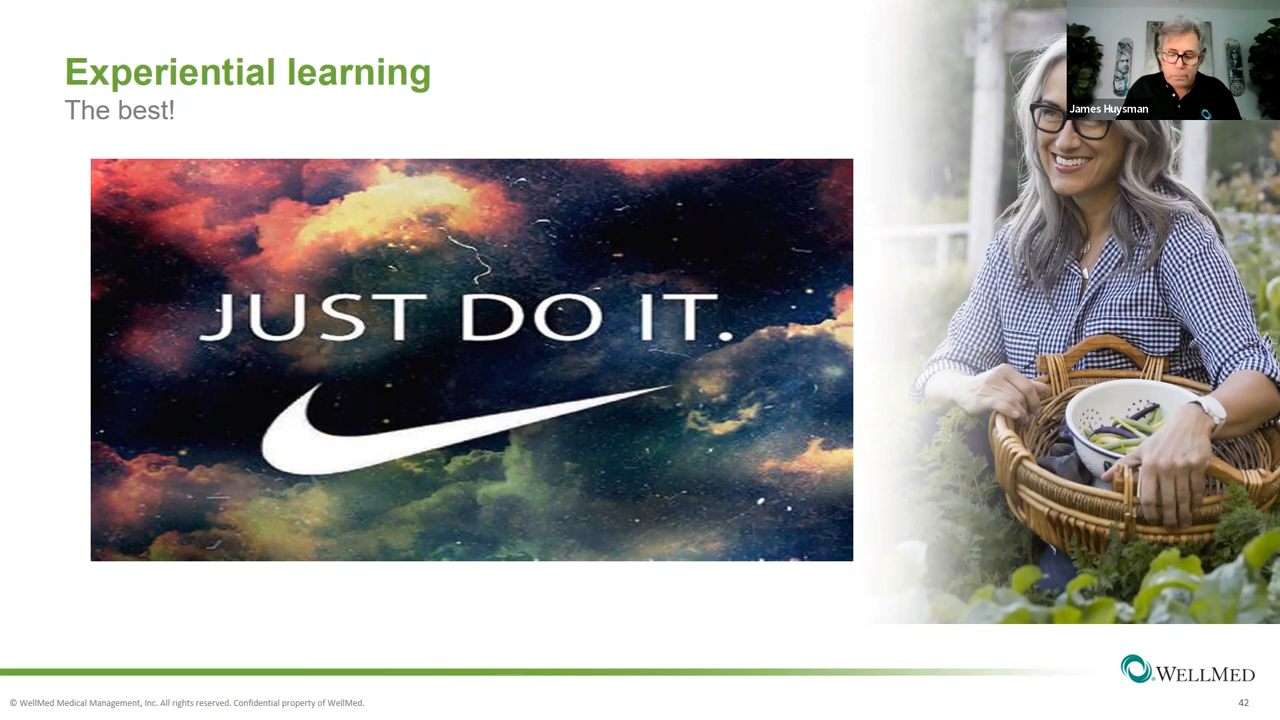 Experiential learning
The best!
James Huysman
JUST DO IT.
WELLMED
© WellMed Medical Management, Inc. All rights reserved. Confidential property of WellMed.
42